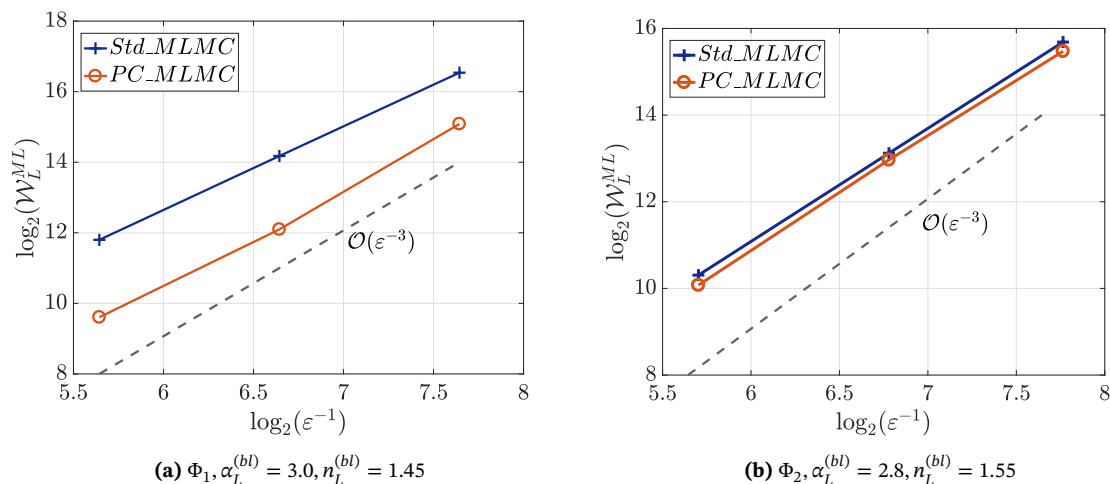 18
16
14
12
10
8
5.5
6
6.5
7
7.5
8
log₂(𝒲_L^{ML})
log₂(ε⁻¹)
Std_MLMC
PC_MLMC
𝒪(ε⁻³)
(a) Φ₁, α_L^{(bl)} = 3.0, n_L^{(bl)} = 1.45
16
14
12
10
8
5.5
6
6.5
7
7.5
8
log₂(𝒲_L^{ML})
log₂(ε⁻¹)
Std_MLMC
PC_MLMC
𝒪(ε⁻³)
(b) Φ₂, α_L^{(bl)} = 2.8, n_L^{(bl)} = 1.55